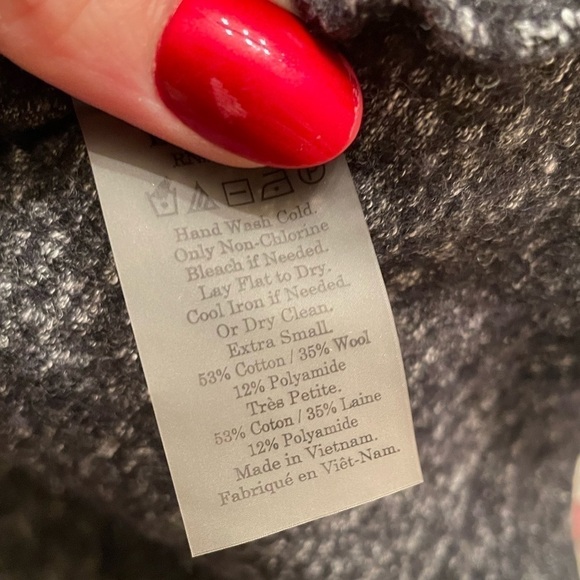 RN
Hand Wash Cold.
Only Non-Chlorine
Bleach if Needed.
Lay Flat to Dry.
Cool Iron if Needed.
Or Dry Clean.
Extra Small.
53% Cotton / 35% Wool
12% Polyamide
Très Petite.
53% Coton / 35% Laine
12% Polyamide
Made in Vietnam.
Fabriqué en Viêt-Nam.